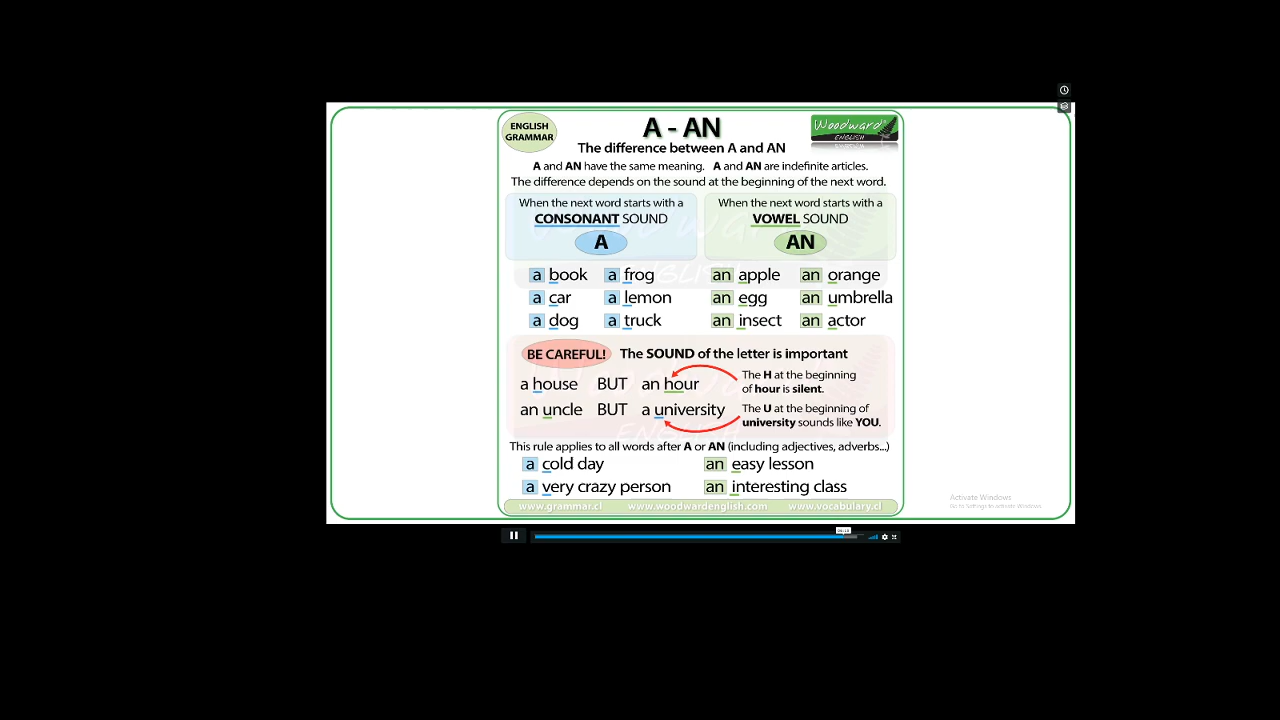 ENGLISH
GRAMMAR
A - AN
Woodward
ENGLISH
The difference between A and AN
A and AN have the same meaning. A and AN are indefinite articles.
The difference depends on the sound at the beginning of the next word.
When the next word starts with a
CONSONANT SOUND
A
When the next word starts with a
VOWEL SOUND
AN
a book a frog an apple an orange
a car a lemon an egg an umbrella
a dog a truck an insect an actor
BE CAREFUL! The SOUND of the letter is important
a house BUT an hour
The H at the beginning
of hour is silent.
an uncle BUT a university
The U at the beginning of
university sounds like YOU.
This rule applies to all words after A or AN (including adjectives, adverbs...)
a cold day an easy lesson
a very crazy person an interesting class
www.grammar.cl www.woodwardenglish.com www.vocabulary.cl
Activate Windows
Go to Settings to activate Windows.